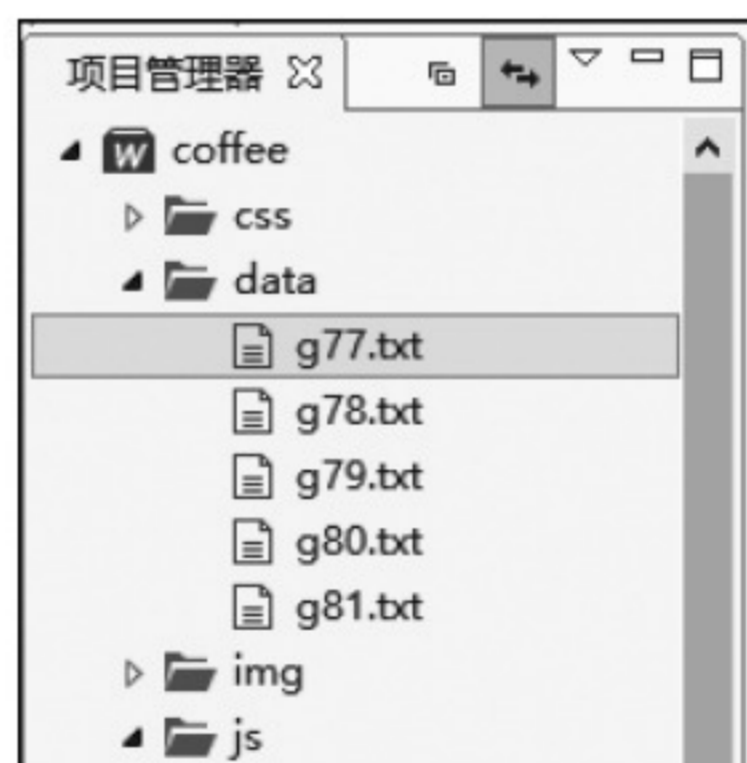 项目管理器
W coffee
css
data
g77.txt
g78.txt
g79.txt
g80.txt
g81.txt
img
js